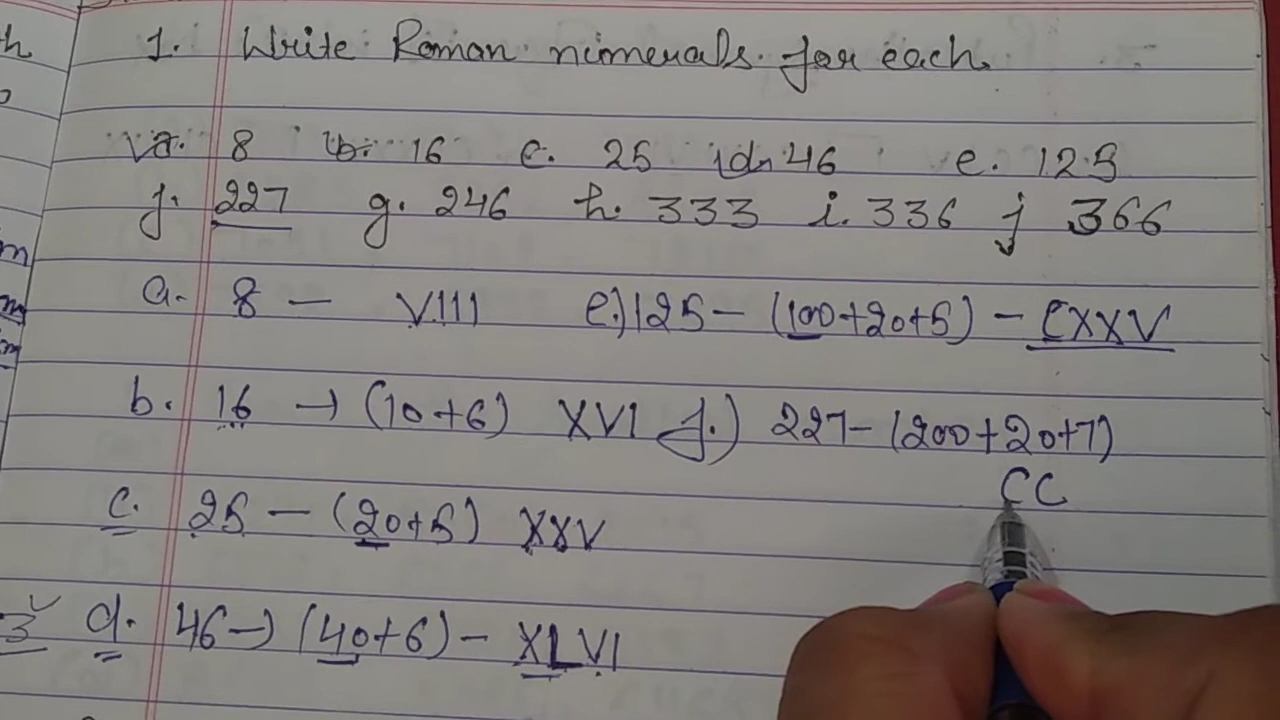 1. Write Roman numerals for each.
a. 8 b. 16 c. 25 d. 46 e. 125
f. 227 g. 246 h. 333 i. 336 j 366
a. 8 — VIII e.) 125 — (100+20+5) — CXXV
b. 16 → (10+6) XVI f.) 227 — (200+20+7)
CC
c. 25 — (20+5) XXV
d. 46 → (40+6) — XLVI